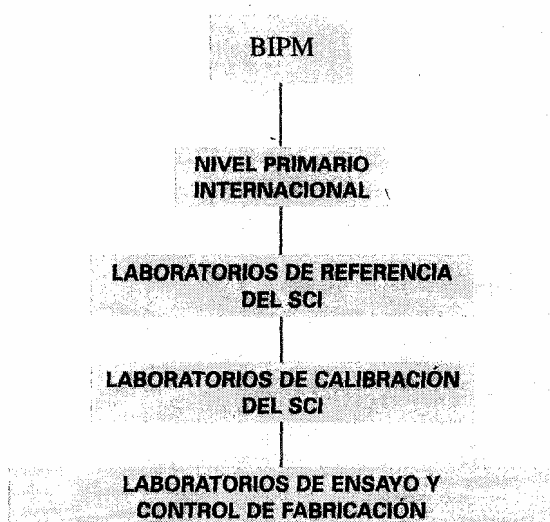 BIPM
NIVEL PRIMARIO
INTERNACIONAL
LABORATORIOS DE REFERENCIA
DEL SCI
LABORATORIOS DE CALIBRACIÓN
DEL SCI
LABORATORIOS DE ENSAYO Y
CONTROL DE FABRICACIÓN